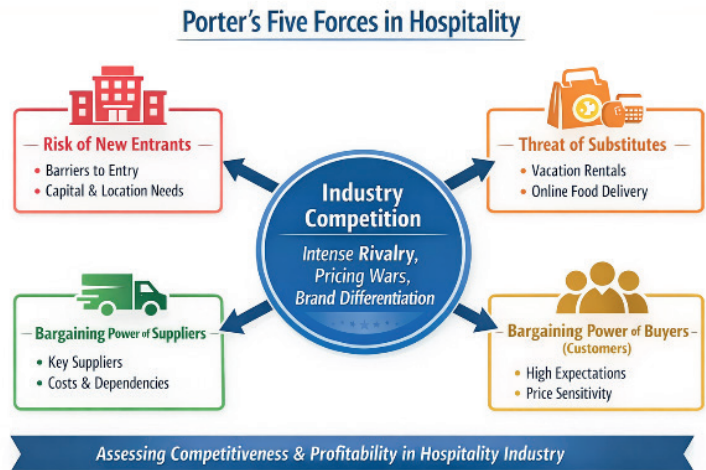 Porter's Five Forces in Hospitality
Risk of New Entrants
• Barriers to Entry
• Capital & Location Needs
Threat of Substitutes
• Vacation Rentals
• Online Food Delivery
Industry
Competition
Intense Rivalry,
Pricing Wars,
Brand Differentiation
Bargaining Power of Suppliers
• Key Suppliers
• Costs & Dependencies
Bargaining Power of Buyers
(Customers)
• High Expectations
• Price Sensitivity
Assessing Competitiveness & Profitability in Hospitality Industry